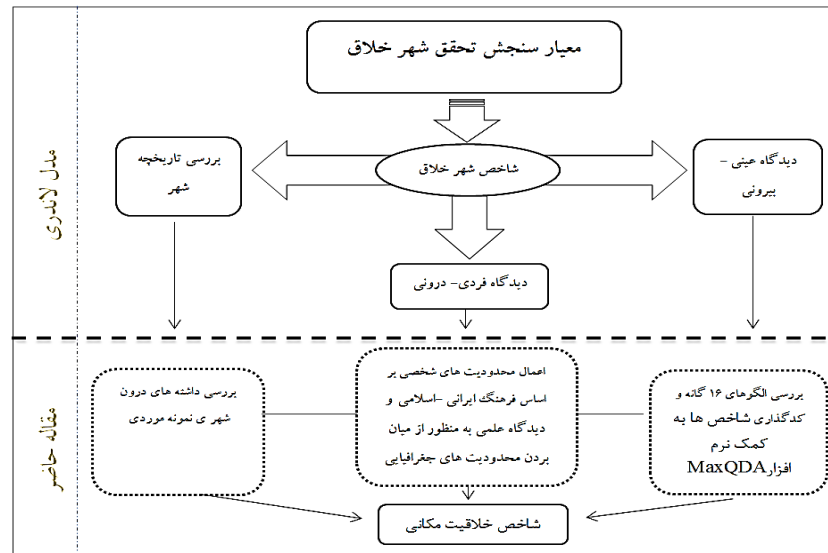 معیار سنجش تحقق شهر خلاق
مدل لاندری
شاخص شهر خلاق
دیدگاه عینی –
بیرونی
بررسی تاریخچه
شهر
دیدگاه فردی- درونی
مقاله حاضر
بررسی الگوهای ۱۶ گانه و
کدگذاری شاخص ها به
کمک نرم
افزارMaxQDA
اعمال محدودیت های شخصی بر
اساس فرهنگ ایرانی –اسلامی و
دیدگاه علمی به منظور از میان
بردن محدودیت های جغرافیایی
بررسی داشته های درون
شهر ی نمونه موردی
شاخص خلاقیت مکانی